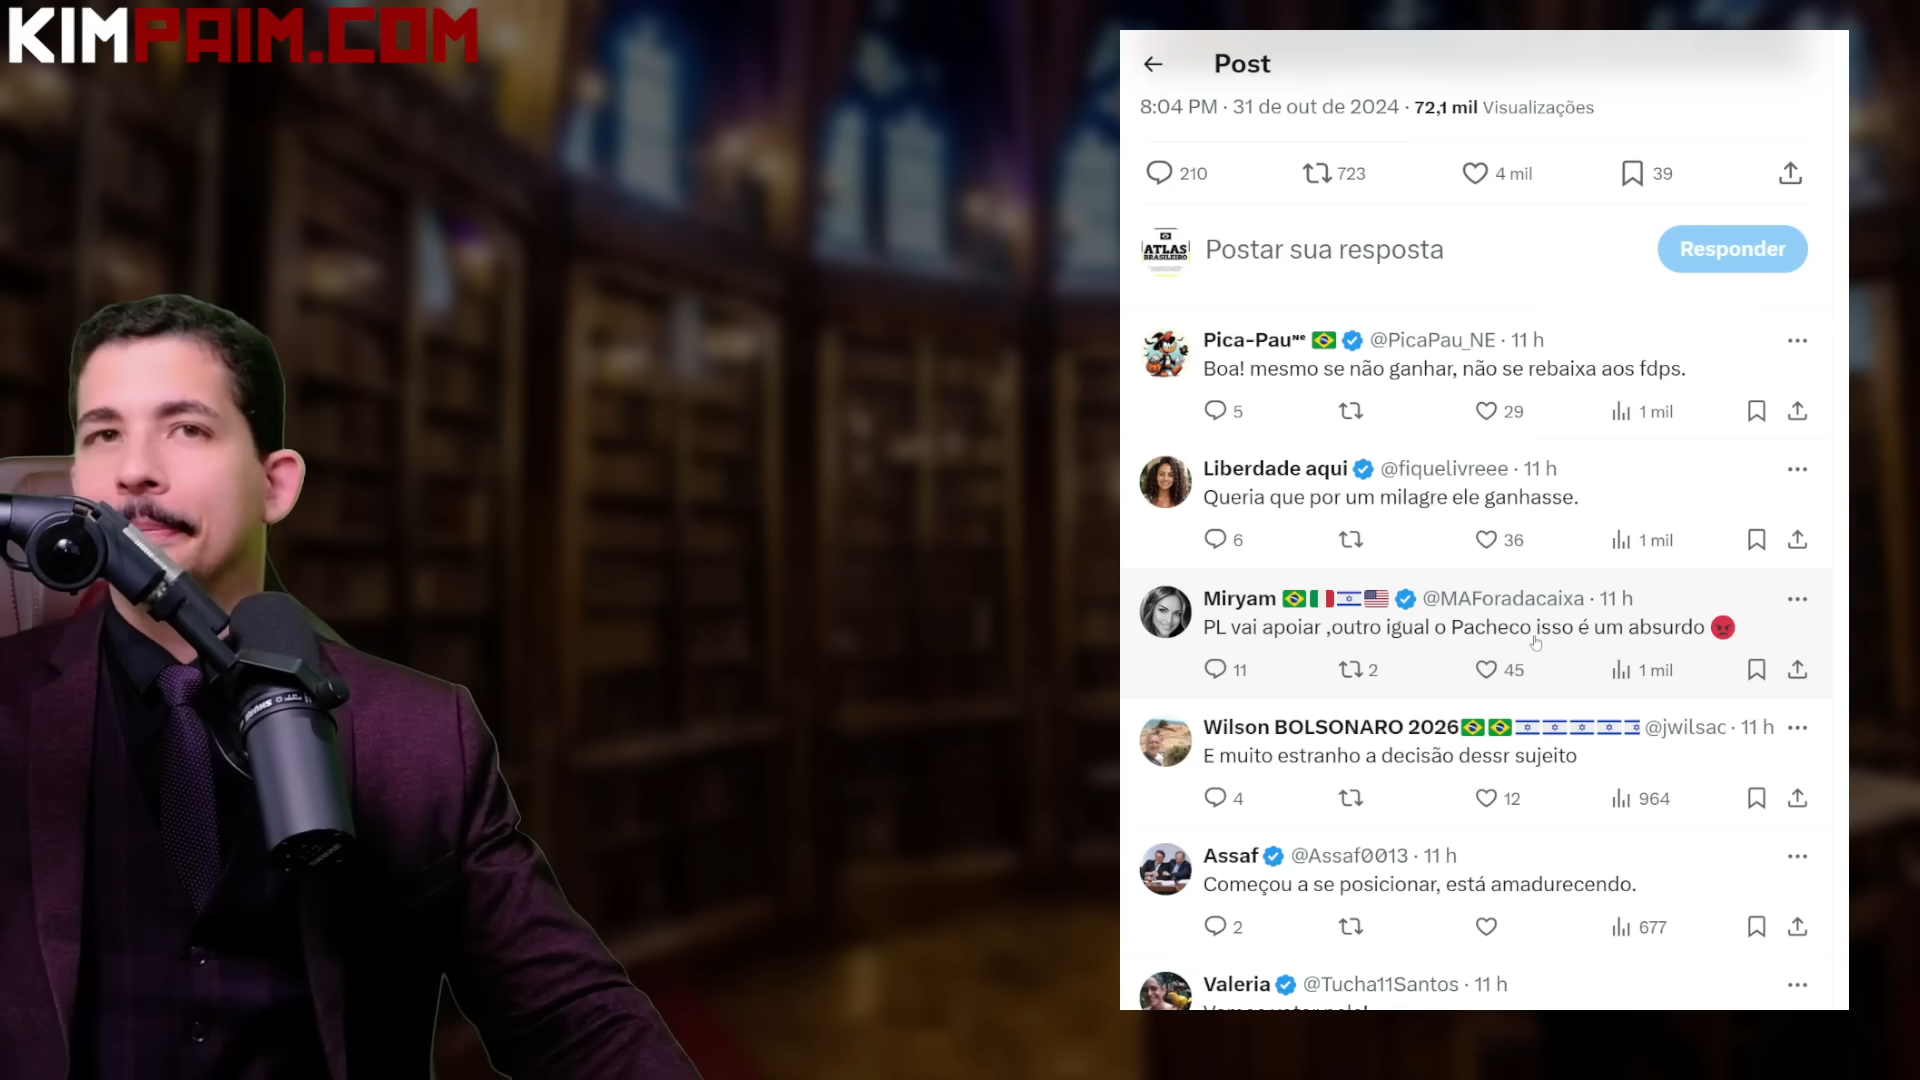 KIMPAIM.COM
Post
8:04 PM · 31 de out de 2024 · 72,1 mil Visualizações
210 723 4 mil 39
ATLAS
BRASILEIRO
Postar sua resposta
Responder
Pica-Pauᴺᴱ 🇧🇷 @PicaPau_NE · 11 h
Boa! mesmo se não ganhar, não se rebaixa aos fdps.
5 29 1 mil
Liberdade aqui @fiquelivreee · 11 h
Queria que por um milagre ele ganhasse.
6 36 1 mil
Miryam 🇧🇷🇮🇹🇮🇱🇺🇸 @MAForadacaixa · 11 h
PL vai apoiar ,outro igual o Pacheco isso é um absurdo 😡
11 2 45 1 mil
Wilson BOLSONARO 2026🇧🇷🇧🇷🇮🇱🇮🇱🇮🇱🇮🇱🇮🇱 @jwilsac · 11 h
E muito estranho a decisão dessr sujeito
4 12 964
Assaf @Assaf0013 · 11 h
Começou a se posicionar, está amadurecendo.
2 677
Valeria @Tucha11Santos · 11 h
SHURE